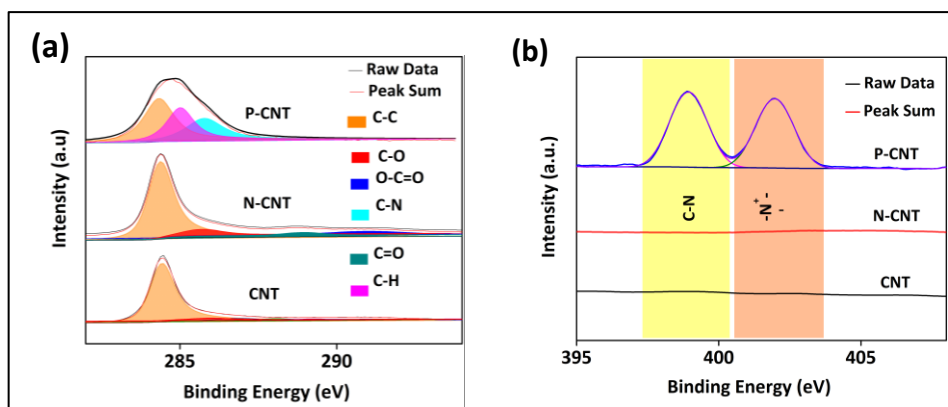 (a)
Raw Data
Peak Sum
P-CNT
C-C
C-O
O-C=O
N-CNT
C-N
C=O
CNT
C-H
Intensity (a.u)
285
290
Binding Energy (eV)
(b)
Raw Data
Peak Sum
P-CNT
C-N
-N-
+
-
N-CNT
CNT
Intensity (a.u.)
395
400
405
Binding Energy (eV)